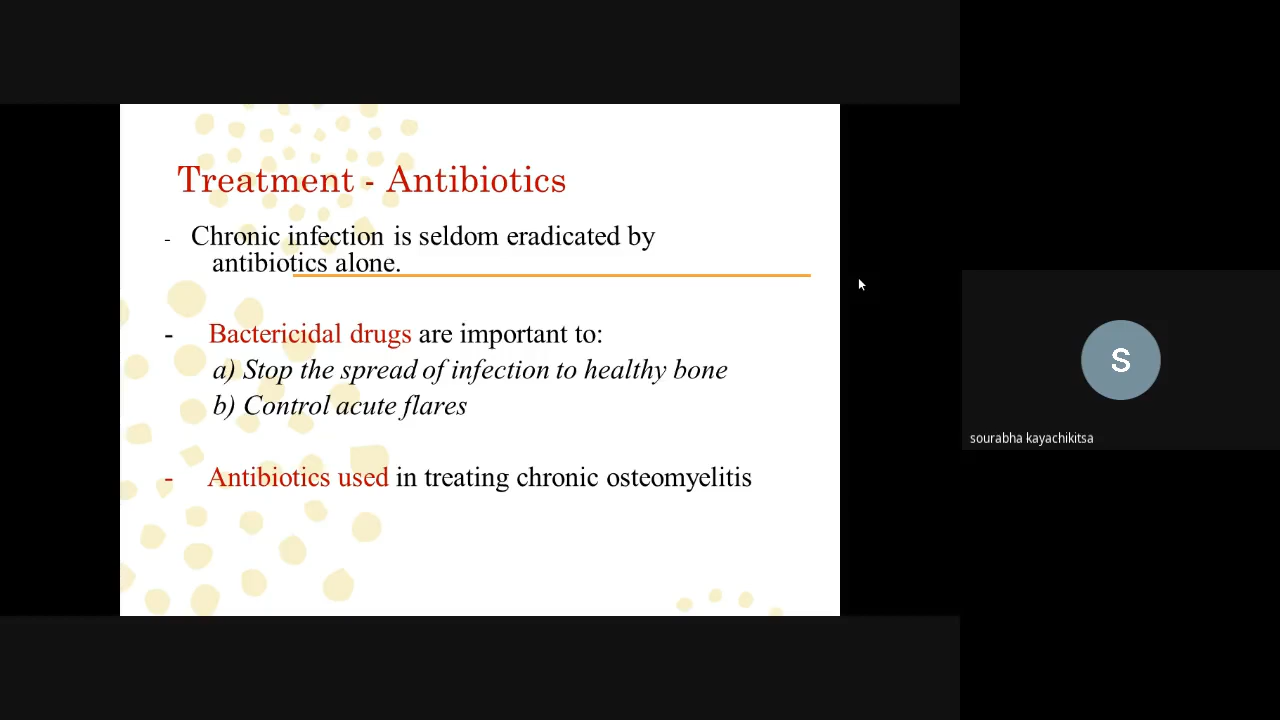 Treatment - Antibiotics
- Chronic infection is seldom eradicated by
antibiotics alone.
- Bactericidal drugs are important to:
a) Stop the spread of infection to healthy bone
b) Control acute flares
- Antibiotics used in treating chronic osteomyelitis
S
sourabha kayachikitsa